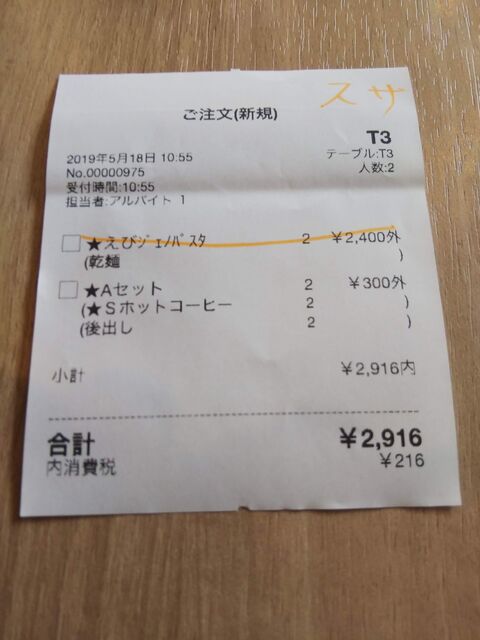 スサ
ご注文(新規)
T3
2019年5月18日 10:55
テーブル:T3
No.00000975
人数:2
受付時間:10:55
担当者:アルバイト 1
★えびｼﾞｪﾉﾊﾟｽﾀ 2 ¥2,400外
(乾麺 )
★Aセット 2 ¥300外
(★Sホットコーヒー 2 )
(後出し 2 )
小計 ¥2,916内
合計 ¥2,916
内消費税 ¥216